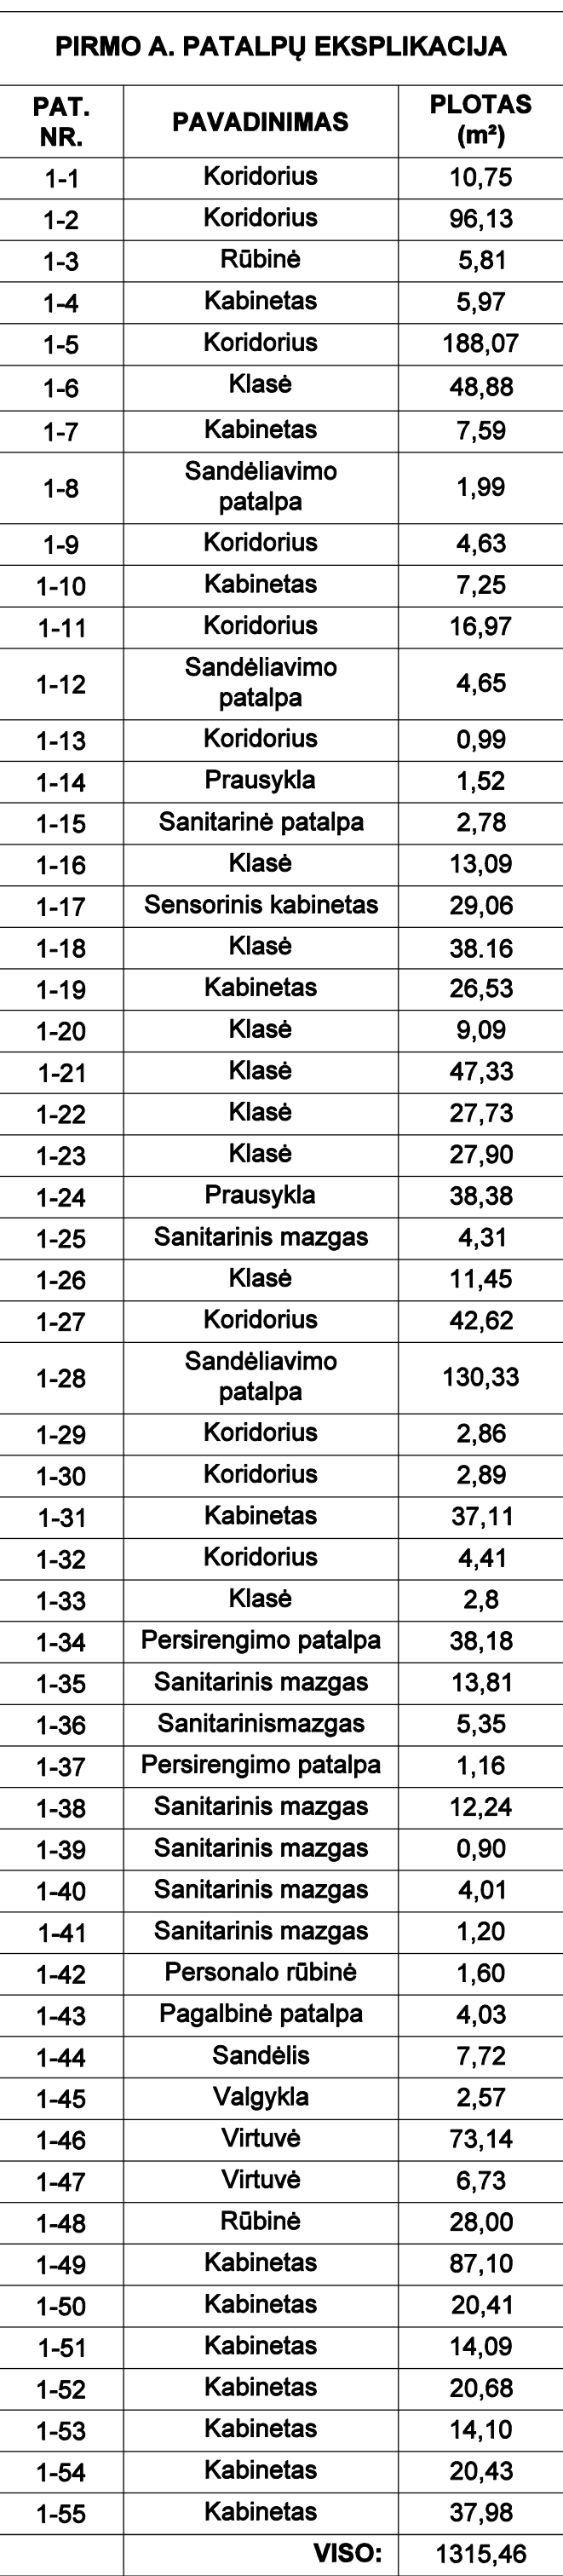 PIRMO A. PATALPŲ EKSPLIKACIJA
PAT. NR. PAVADINIMAS PLOTAS (m²)
1-1 Koridorius 10,75
1-2 Koridorius 96,13
1-3 Rūbinė 5,81
1-4 Kabinetas 5,97
1-5 Koridorius 188,07
1-6 Klasė 48,88
1-7 Kabinetas 7,59
1-8 Sandėliavimo patalpa 1,99
1-9 Koridorius 4,63
1-10 Kabinetas 7,25
1-11 Koridorius 16,97
1-12 Sandėliavimo patalpa 4,65
1-13 Koridorius 0,99
1-14 Prausykla 1,52
1-15 Sanitarinė patalpa 2,78
1-16 Klasė 13,09
1-17 Sensorinis kabinetas 29,06
1-18 Klasė 38.16
1-19 Kabinetas 26,53
1-20 Klasė 9,09
1-21 Klasė 47,33
1-22 Klasė 27,73
1-23 Klasė 27,90
1-24 Prausykla 38,38
1-25 Sanitarinis mazgas 4,31
1-26 Klasė 11,45
1-27 Koridorius 42,62
1-28 Sandėliavimo patalpa 130,33
1-29 Koridorius 2,86
1-30 Koridorius 2,89
1-31 Kabinetas 37,11
1-32 Koridorius 4,41
1-33 Klasė 2,8
1-34 Persirengimo patalpa 38,18
1-35 Sanitarinis mazgas 13,81
1-36 Sanitarinismazgas 5,35
1-37 Persirengimo patalpa 1,16
1-38 Sanitarinis mazgas 12,24
1-39 Sanitarinis mazgas 0,90
1-40 Sanitarinis mazgas 4,01
1-41 Sanitarinis mazgas 1,20
1-42 Personalo rūbinė 1,60
1-43 Pagalbinė patalpa 4,03
1-44 Sandėlis 7,72
1-45 Valgykla 2,57
1-46 Virtuvė 73,14
1-47 Virtuvė 6,73
1-48 Rūbinė 28,00
1-49 Kabinetas 87,10
1-50 Kabinetas 20,41
1-51 Kabinetas 14,09
1-52 Kabinetas 20,68
1-53 Kabinetas 14,10
1-54 Kabinetas 20,43
1-55 Kabinetas 37,98
VISO: 1315,46